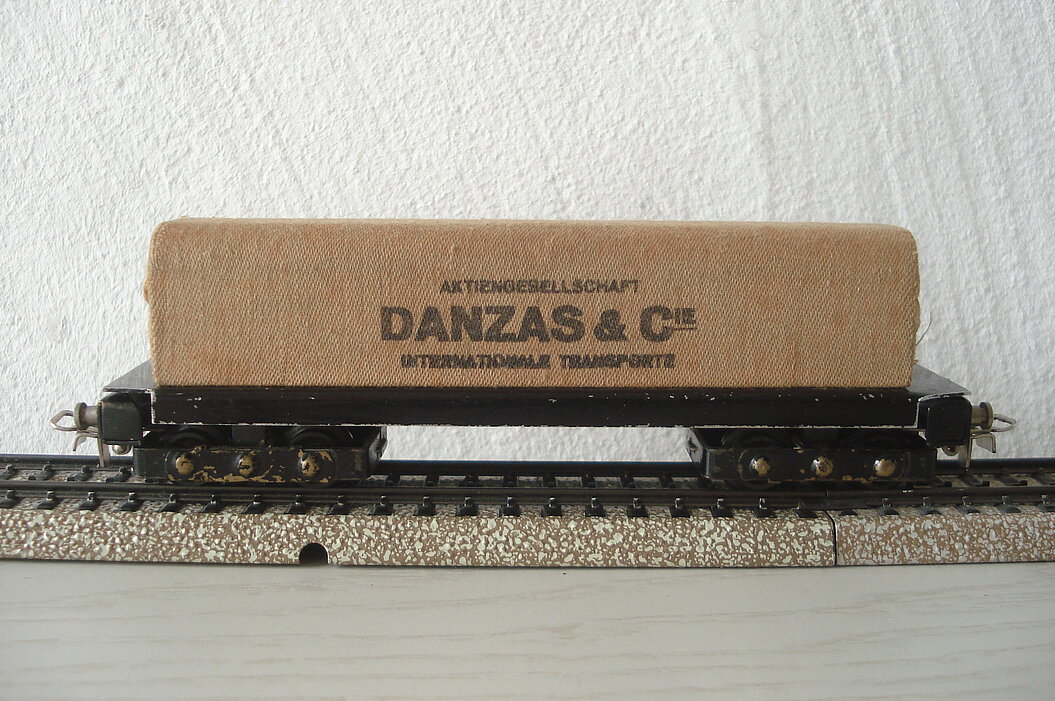 AKTIENGESELLSCHAFT
DANZAS & CIE
INTERNATIONALE TRANSPORTE